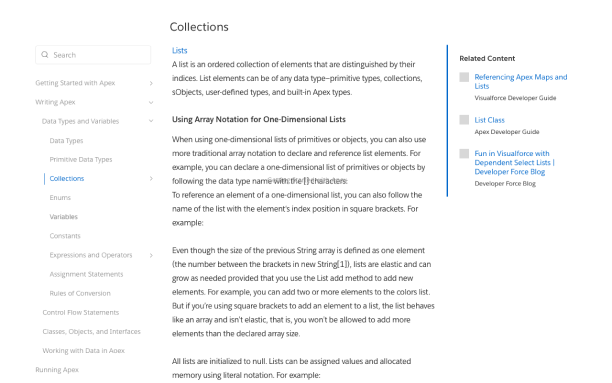 Collections
Search
Getting Started with Apex
Writing Apex
Data Types and Variables
Data Types
Primitive Data Types
Collections
Enums
Variables
Constants
Expressions and Operators
Assignment Statements
Rules of Conversion
Control Flow Statements
Classes, Objects, and Interfaces
Working with Data in Apex
Running Apex
Lists
A list is an ordered collection of elements that are distinguished by their
indices. List elements can be of any data type—primitive types, collections,
sObjects, user-defined types, and built-in Apex types.
Using Array Notation for One-Dimensional Lists
When using one-dimensional lists of primitives or objects, you can also use
more traditional array notation to declare and reference list elements. For
example, you can declare a one-dimensional list of primitives or objects by
following the data type name with the [] characters:
To reference an element of a one-dimensional list, you can also follow the
name of the list with the element's index position in square brackets. For
example:
Even though the size of the previous String array is defined as one element
(the number between the brackets in new String[1]), lists are elastic and can
grow as needed provided that you use the List add method to add new
elements. For example, you can add two or more elements to the colors list.
But if you're using square brackets to add an element to a list, the list behaves
like an array and isn't elastic, that is, you won't be allowed to add more
elements than the declared array size.
All lists are initialized to null. Lists can be assigned values and allocated
memory using literal notation. For example:
Related Content
Referencing Apex Maps and
Lists
Visualforce Developer Guide
List Class
Apex Developer Guide
Fun in Visualforce with
Dependent Select Lists |
Developer Force Blog
Developer Force Blog